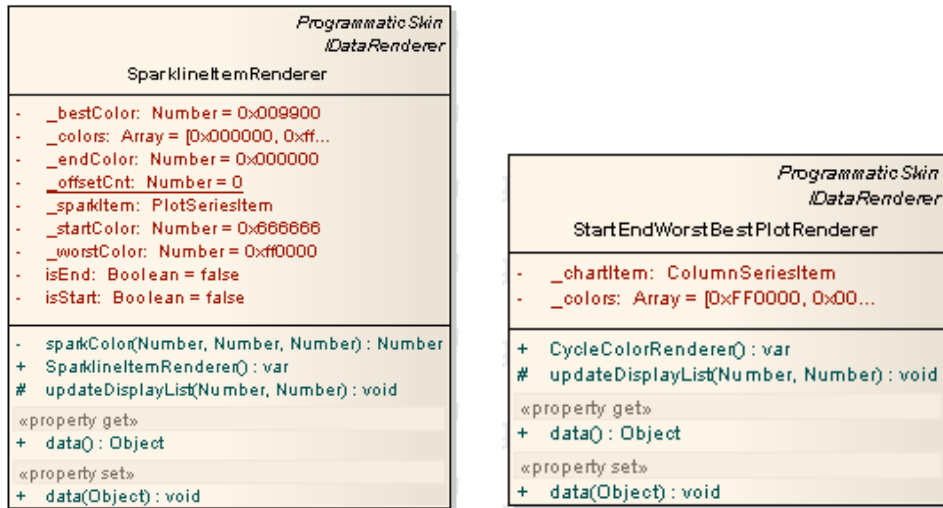 ProgrammaticSkin
IDataRenderer
SparklineItemRenderer
- _bestColor: Number = 0x009900
- _colors: Array = [0x000000, 0xff...
- _endColor: Number = 0x000000
- _offsetCnt: Number = 0
- _sparkItem: PlotSeriesItem
- _startColor: Number = 0x666666
- _worstColor: Number = 0xff0000
- isEnd: Boolean = false
- isStart: Boolean = false
- sparkColor(Number, Number, Number) : Number
+ SparklineItemRenderer() : var
# updateDisplayList(Number, Number) : void
«property get»
+ data() : Object
«property set»
+ data(Object) : void
ProgrammaticSkin
IDataRenderer
StartEndWorstBestPlotRenderer
- _chartItem: ColumnSeriesItem
- _colors: Array = [0xFF0000, 0x00...
+ CycleColorRenderer() : var
# updateDisplayList(Number, Number) : void
«property get»
+ data() : Object
«property set»
+ data(Object) : void